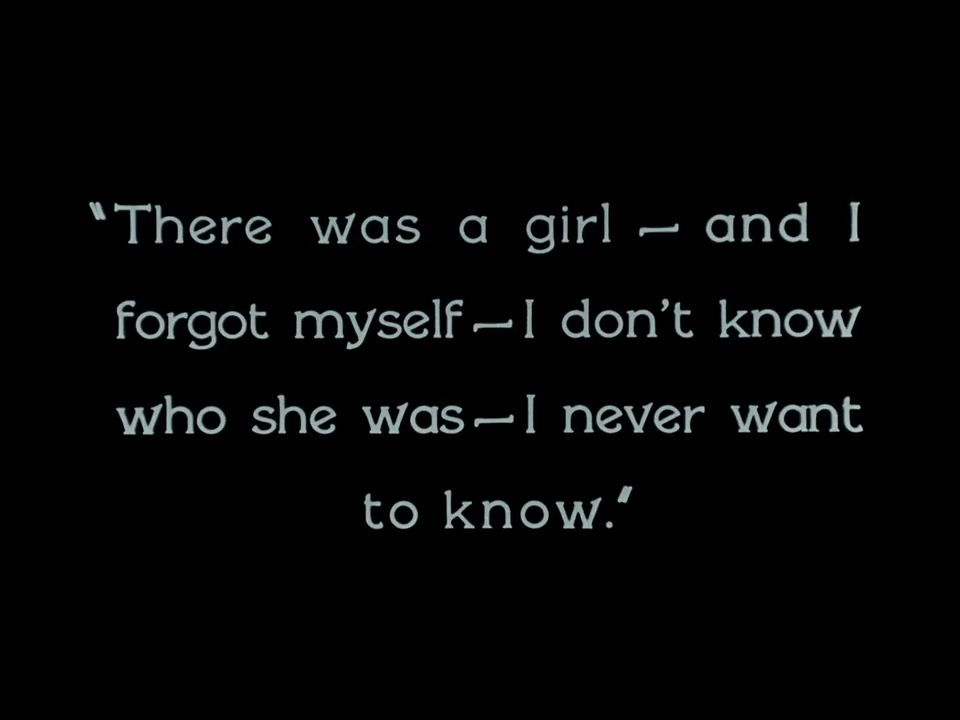 "There was a girl — and I
forgot myself — I don't know
who she was — I never want
to know."